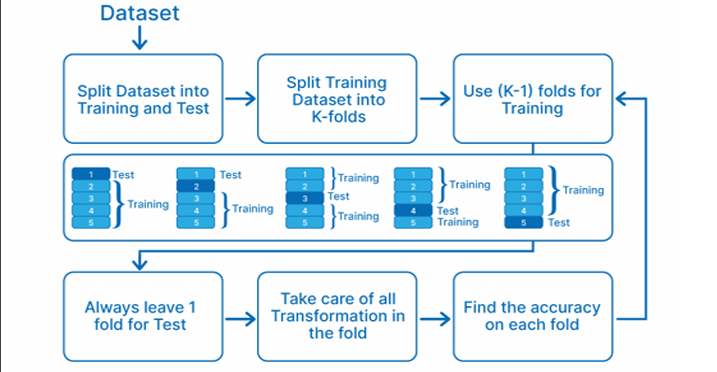 Dataset
Split Dataset into
Training and Test
Split Training
Dataset into
K-folds
Use (K-1) folds for
Training
1 Test
2
3 Training
4
5
1 Test
2
3
4 Training
5
1
2 Training
3 Test
4 Training
5
1
2 Training
3
4 Test
5 Training
1
2 Training
3
4
5 Test
Always leave 1
fold for Test
Take care of all
Transformation in
the fold
Find the accuracy
on each fold